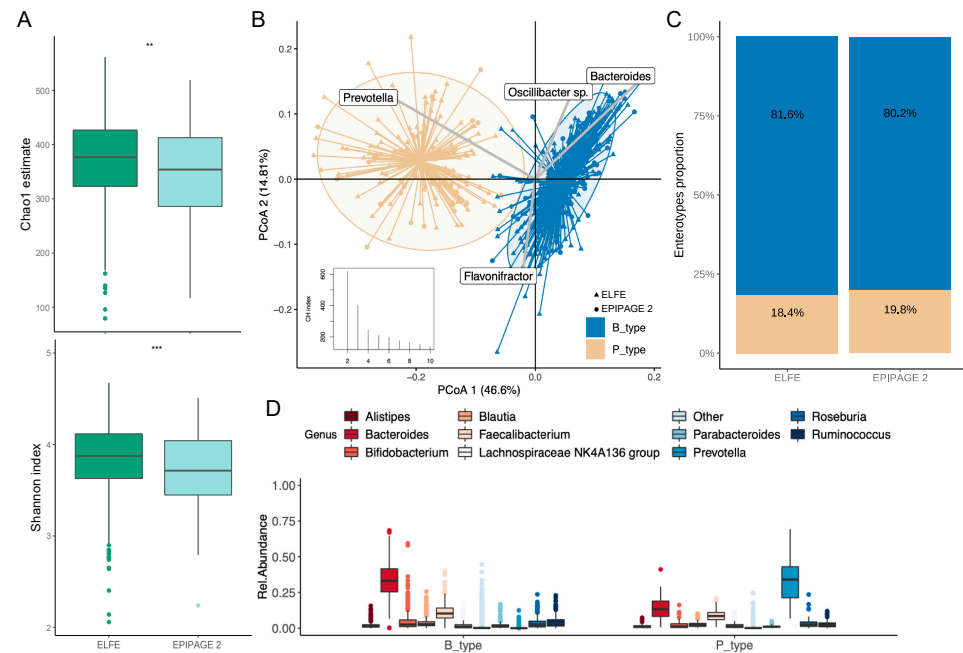 A
**
Chao1 estimate
500
400
300
200
100
***
Shannon index
5
4
3
2
ELFE
EPIPAGE 2
B
PCoA 2 (14.81%)
0.2
0.1
0.0
−0.1
−0.2
Prevotella
Oscillibacter sp.
Bacteroides
Flavonifractor
CH index
600
400
200
2 4 6 8 10
ELFE
EPIPAGE 2
B_type
P_type
−0.2 0.0 0.2
PCoA 1 (46.6%)
C
Enterotypes proportion
100%
75%
50%
25%
0%
81.6%
80.2%
18.4%
19.8%
ELFE
EPIPAGE 2
D
Genus
Alistipes
Bacteroides
Bifidobacterium
Blautia
Faecalibacterium
Lachnospiraceae NK4A136 group
Other
Parabacteroides
Prevotella
Roseburia
Ruminococcus
Rel.Abundance
1.00
0.75
0.50
0.25
0.00
B_type
P_type